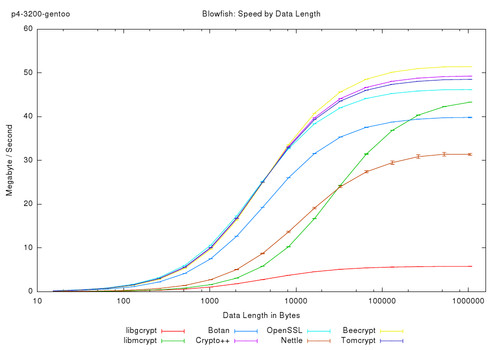 p4-3200-gentoo Blowfish: Speed by Data Length
60
50
40
30
20
10
0
Megabyte / Second
10 100 1000 10000 100000 1000000
Data Length in Bytes
libgcrypt Botan OpenSSL Beecrypt
libmcrypt Crypto++ Nettle Tomcrypt